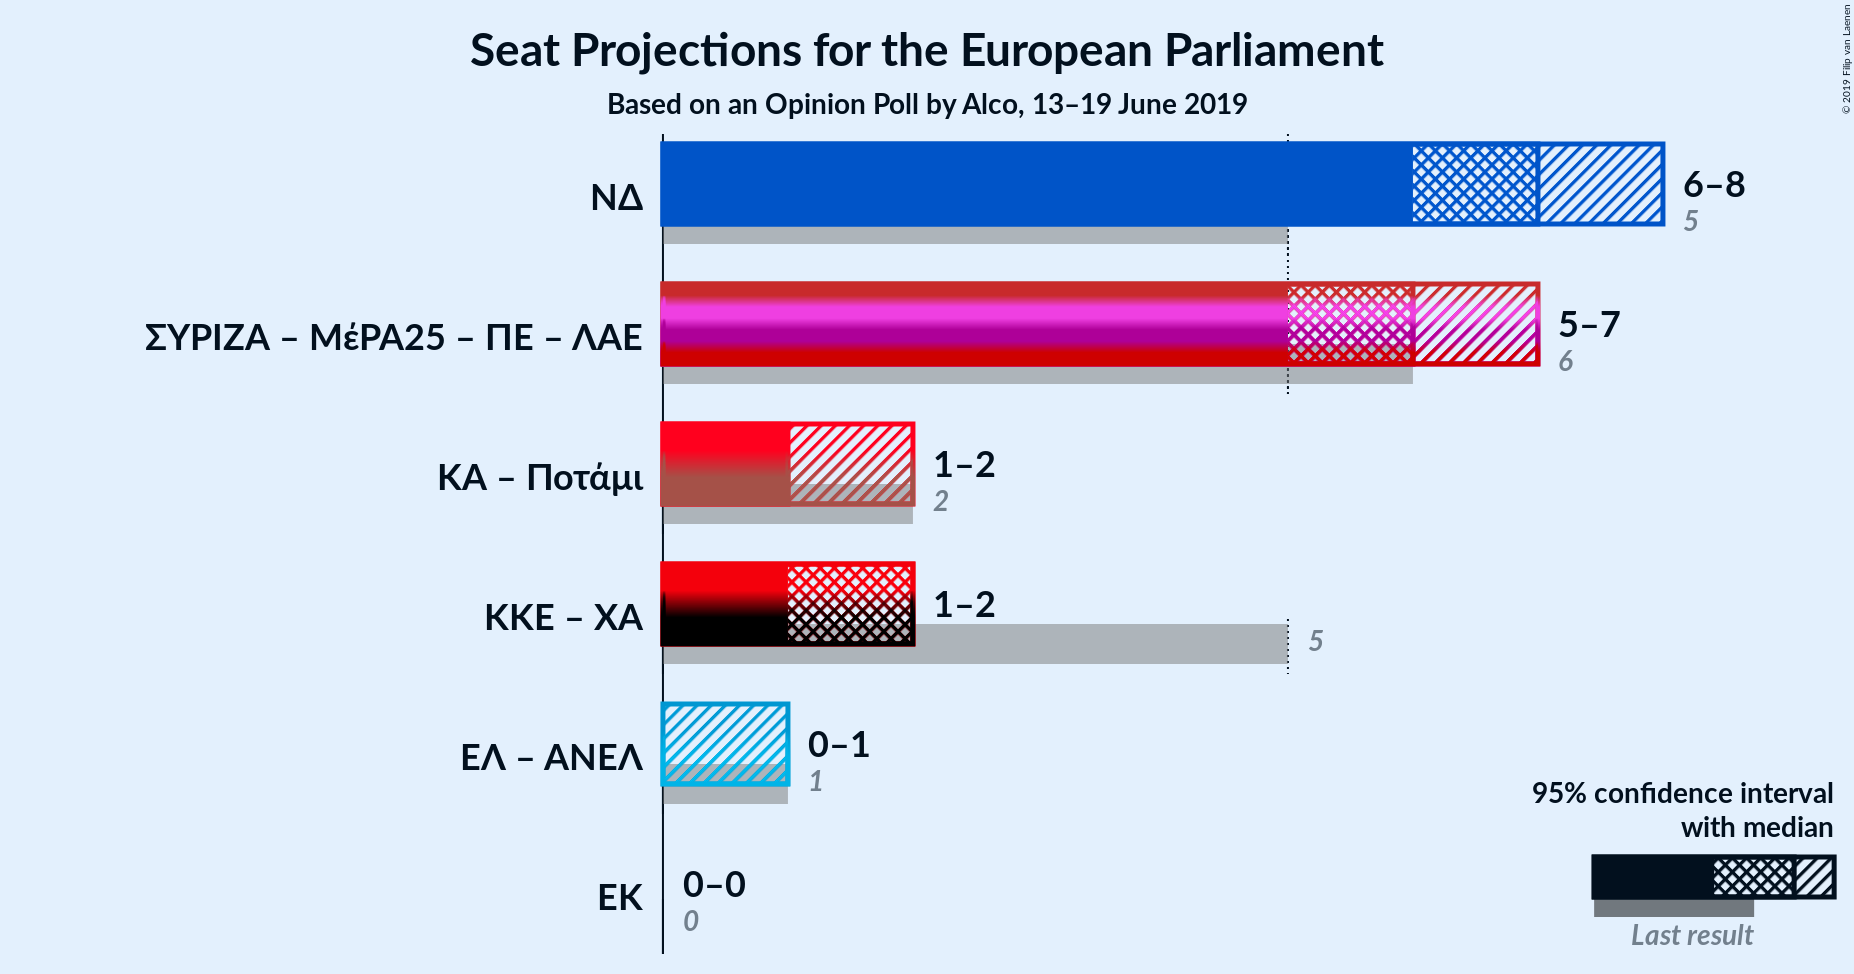 Seat Projections for the European Parliament
Based on an Opinion Poll by Alco, 13–19 June 2019
© 2019 Filip van Laenen
ΝΔ
6–8
5
ΣΥΡΙΖΑ – ΜέΡΑ25 – ΠΕ – ΛΑΕ
5–7
6
ΚΑ – Ποτάμι
1–2
2
ΚΚΕ – ΧΑ
1–2
5
ΕΛ – ΑΝΕΛ
0–1
1
ΕΚ
0–0
0
95% confidence interval
with median
Last result